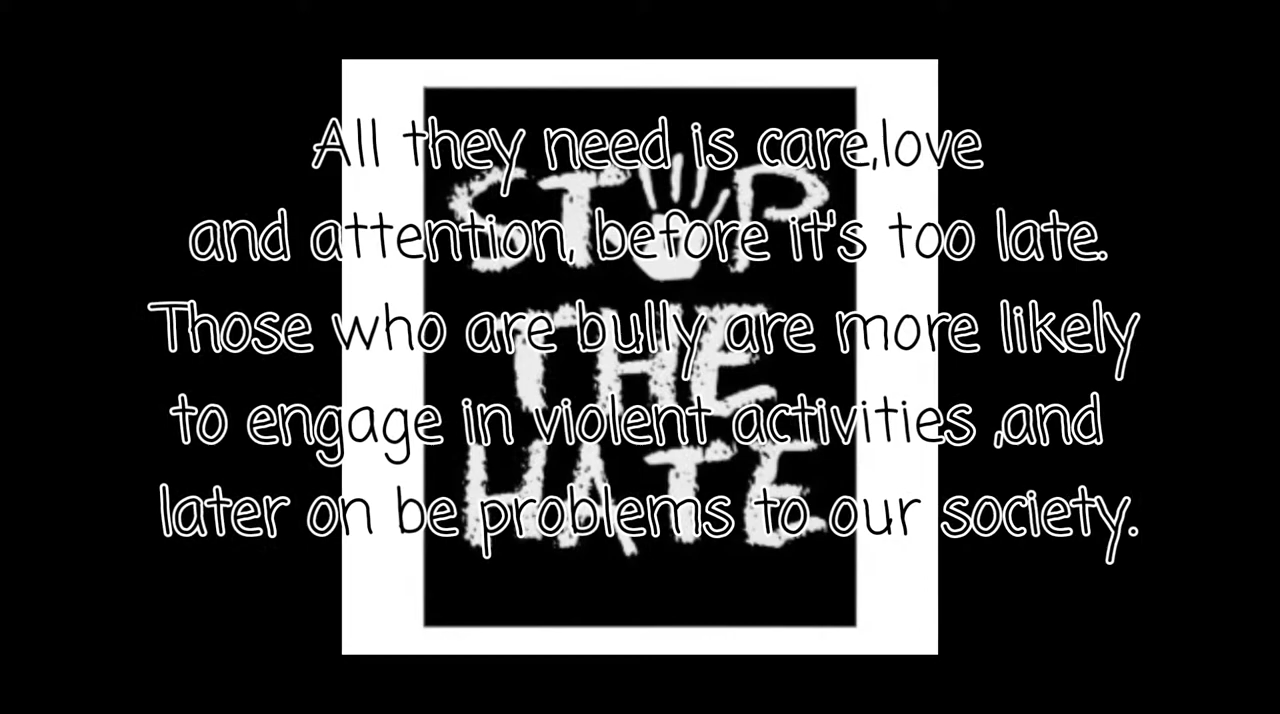 All they need is care,love
and attention, before it's too late.
Those who are bully are more likely
to engage in violent activities ,and
later on be problems to our society.
STOP
THE
HATE